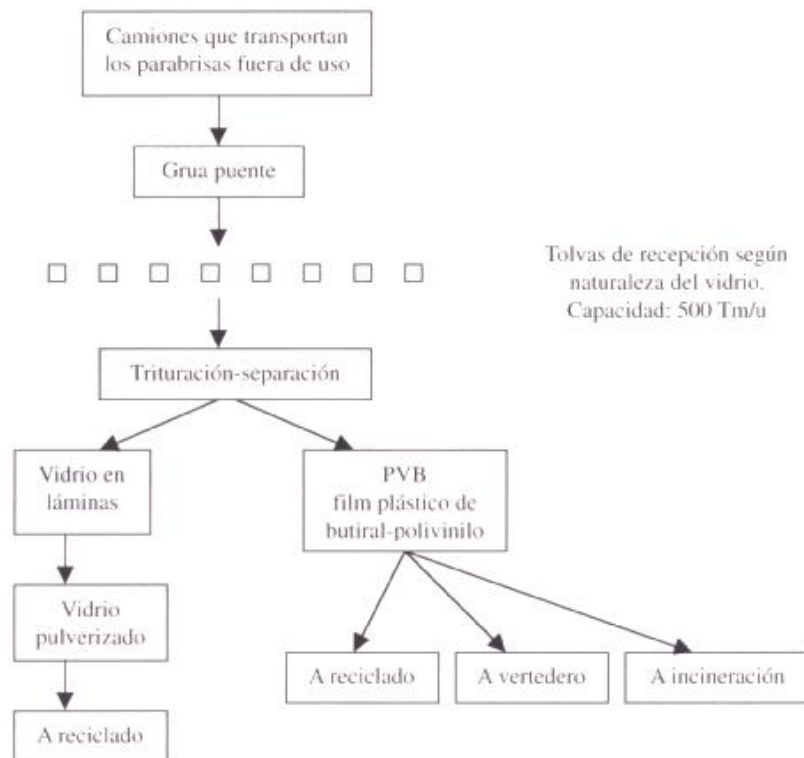 Camiones que transportan
los parabrisas fuera de uso
Grua puente
Tolvas de recepción según
naturaleza del vidrio.
Capacidad: 500 Tm/u
Trituración-separación
Vidrio en
láminas
PVB
film plástico de
butiral-polivinilo
Vidrio
pulverizado
A reciclado
A vertedero
A incineración
A reciclado